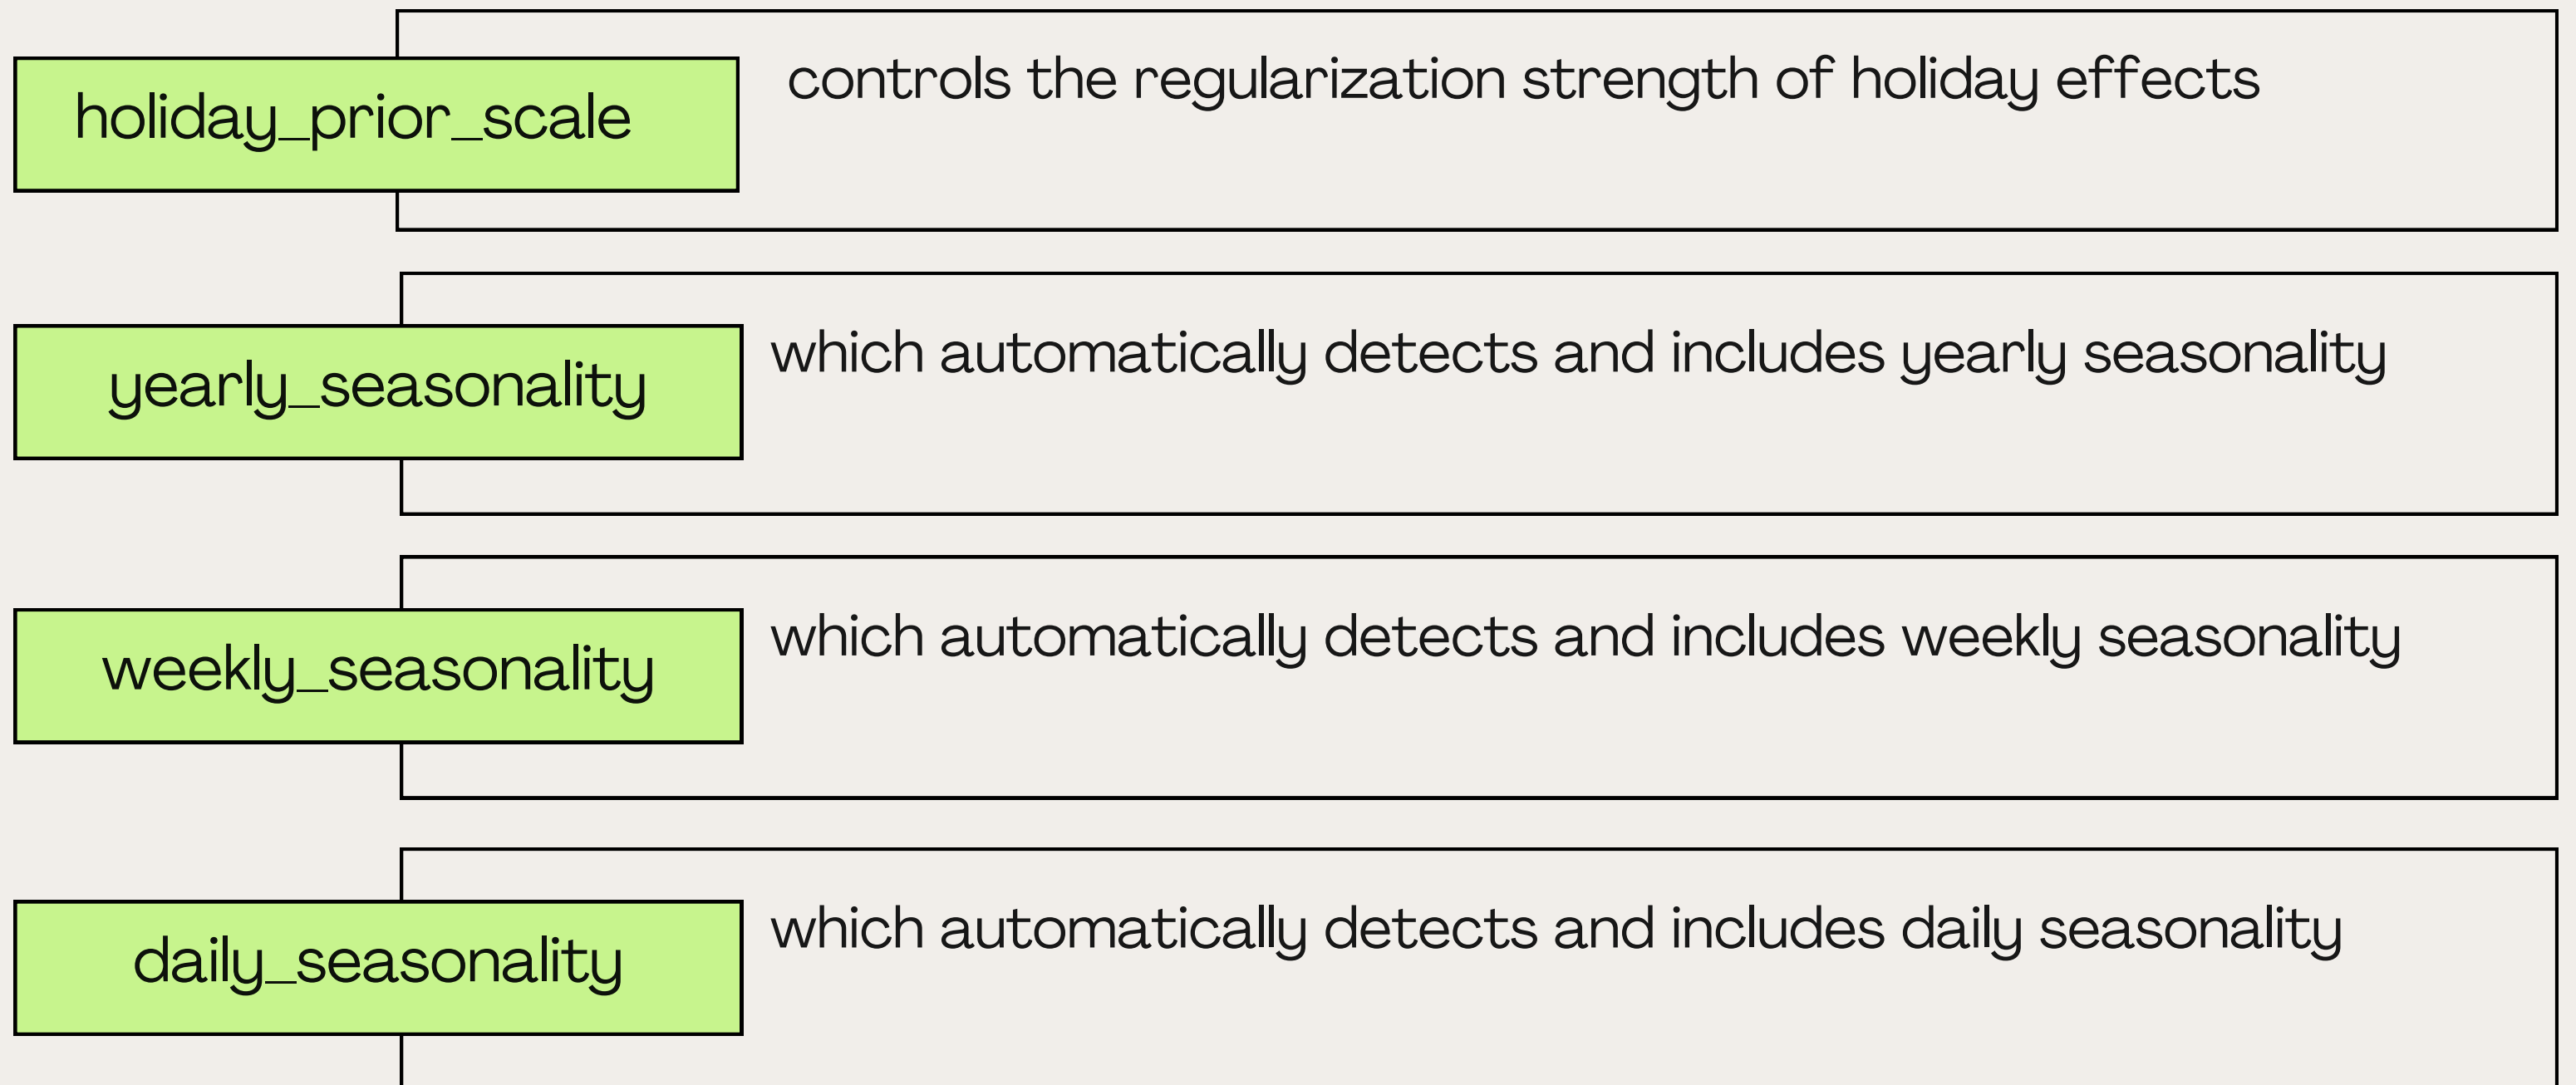 holiday_prior_scale
controls the regularization strength of holiday effects
yearly_seasonality
which automatically detects and includes yearly seasonality
weekly_seasonality
which automatically detects and includes weekly seasonality
daily_seasonality
which automatically detects and includes daily seasonality